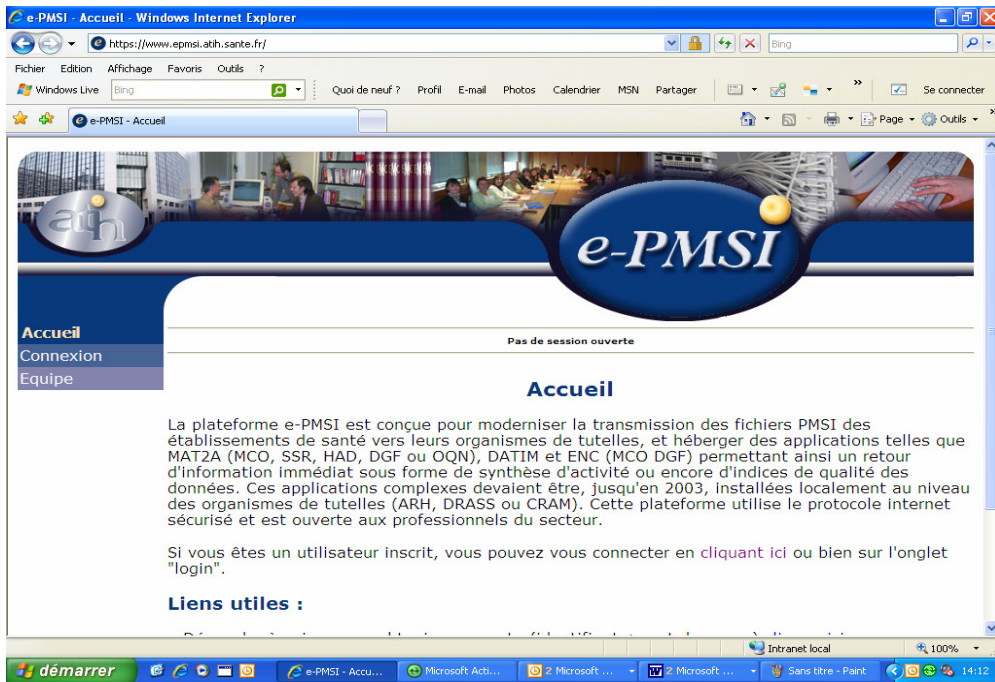 e-PMSI - Accueil - Windows Internet Explorer
https://www.epmsi.atih.sante.fr/
Bing
Fichier Edition Affichage Favoris Outils ?
Windows Live Bing Quoi de neuf ? Profil E-mail Photos Calendrier MSN Partager » Se connecter
e-PMSI - Accueil Page Outils »
atih
e-PMSI
Accueil
Pas de session ouverte
Connexion
Equipe
Accueil
La plateforme e-PMSI est conçue pour moderniser la transmission des fichiers PMSI des
établissements de santé vers leurs organismes de tutelles, et héberger des applications telles que
MAT2A (MCO, SSR, HAD, DGF ou OQN), DATIM et ENC (MCO DGF) permettant ainsi un retour
d'information immédiat sous forme de synthèse d'activité ou encore d'indices de qualité des
données. Ces applications complexes devaient être, jusqu'en 2003, installées localement au niveau
des organismes de tutelles (ARH, DRASS ou CRAM). Cette plateforme utilise le protocole internet
sécurisé et est ouverte aux professionnels du secteur.
Si vous êtes un utilisateur inscrit, vous pouvez vous connecter en cliquant ici ou bien sur l'onglet
"login".
Liens utiles :
Intranet local 100%
démarrer e-PMSI - Accu... Microsoft Acti... 2 Microsoft ... 2 Microsoft ... Sans titre - Paint 14:12